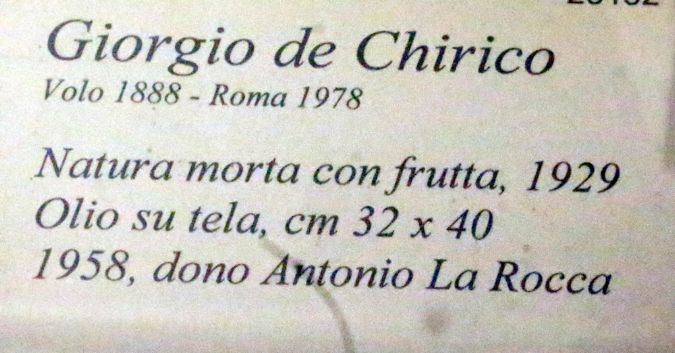 Giorgio de Chirico
Volo 1888 - Roma 1978
Natura morta con frutta, 1929
Olio su tela, cm 32 x 40
1958, dono Antonio La Rocca